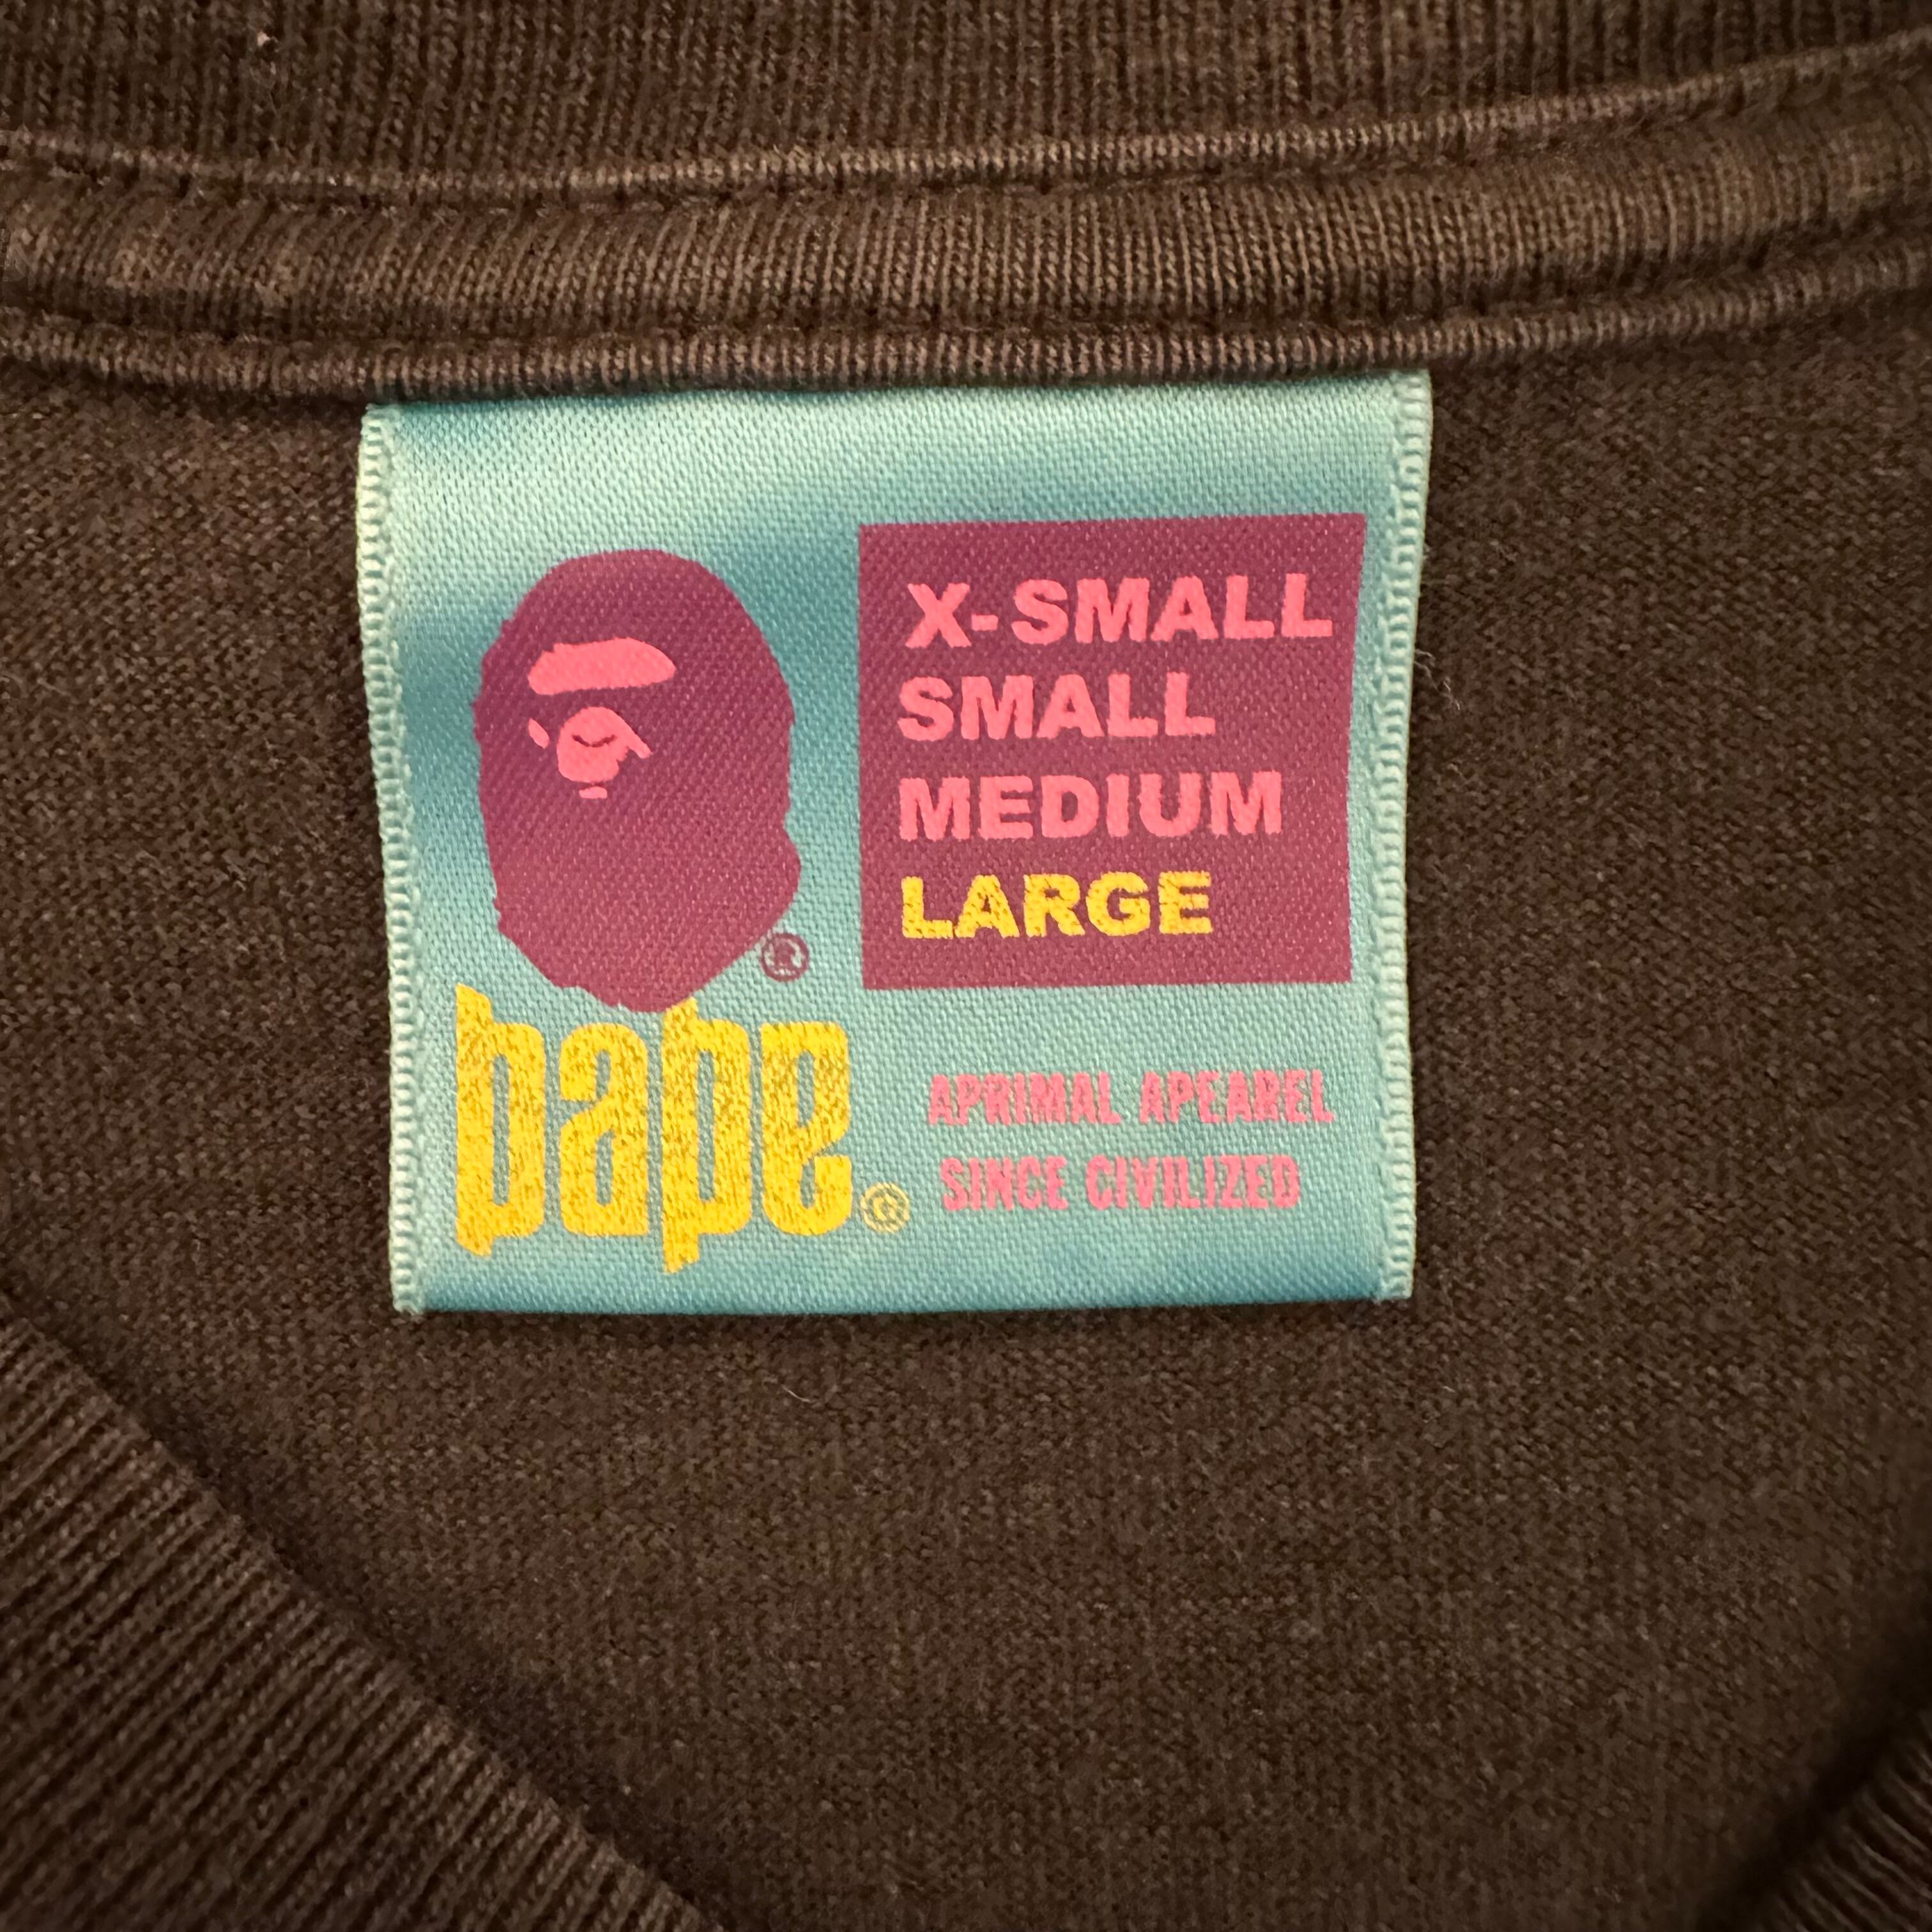 X-SMALL
SMALL
MEDIUM
LARGE
®
bape®
APRIMAL APEAREL
SINCE CIVILIZED